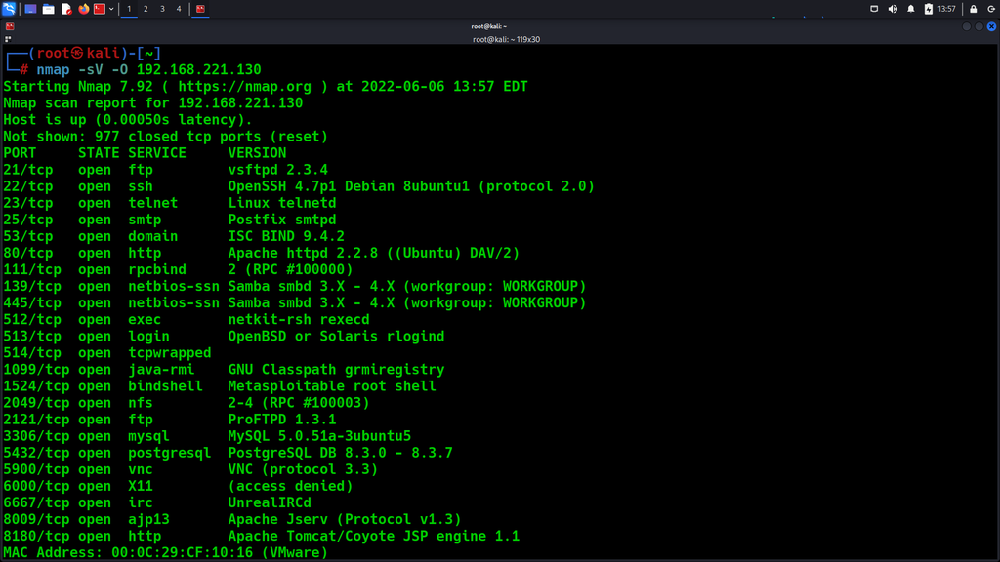 1 2 3 4
13:57
root@kali: ~
root@kali: ~ 119x30
┌──(root㉿kali)-[~]
└─# nmap -sV -O 192.168.221.130
Starting Nmap 7.92 ( https://nmap.org ) at 2022-06-06 13:57 EDT
Nmap scan report for 192.168.221.130
Host is up (0.00050s latency).
Not shown: 977 closed tcp ports (reset)
PORT     STATE SERVICE     VERSION
21/tcp   open  ftp         vsftpd 2.3.4
22/tcp   open  ssh         OpenSSH 4.7p1 Debian 8ubuntu1 (protocol 2.0)
23/tcp   open  telnet      Linux telnetd
25/tcp   open  smtp        Postfix smtpd
53/tcp   open  domain      ISC BIND 9.4.2
80/tcp   open  http        Apache httpd 2.2.8 ((Ubuntu) DAV/2)
111/tcp  open  rpcbind     2 (RPC #100000)
139/tcp  open  netbios-ssn Samba smbd 3.X - 4.X (workgroup: WORKGROUP)
445/tcp  open  netbios-ssn Samba smbd 3.X - 4.X (workgroup: WORKGROUP)
512/tcp  open  exec        netkit-rsh rexecd
513/tcp  open  login       OpenBSD or Solaris rlogind
514/tcp  open  tcpwrapped
1099/tcp open  java-rmi    GNU Classpath grmiregistry
1524/tcp open  bindshell   Metasploitable root shell
2049/tcp open  nfs         2-4 (RPC #100003)
2121/tcp open  ftp         ProFTPD 1.3.1
3306/tcp open  mysql       MySQL 5.0.51a-3ubuntu5
5432/tcp open  postgresql  PostgreSQL DB 8.3.0 - 8.3.7
5900/tcp open  vnc         VNC (protocol 3.3)
6000/tcp open  X11         (access denied)
6667/tcp open  irc         UnrealIRCd
8009/tcp open  ajp13       Apache Jserv (Protocol v1.3)
8180/tcp open  http        Apache Tomcat/Coyote JSP engine 1.1
MAC Address: 00:0C:29:CF:10:16 (VMware)